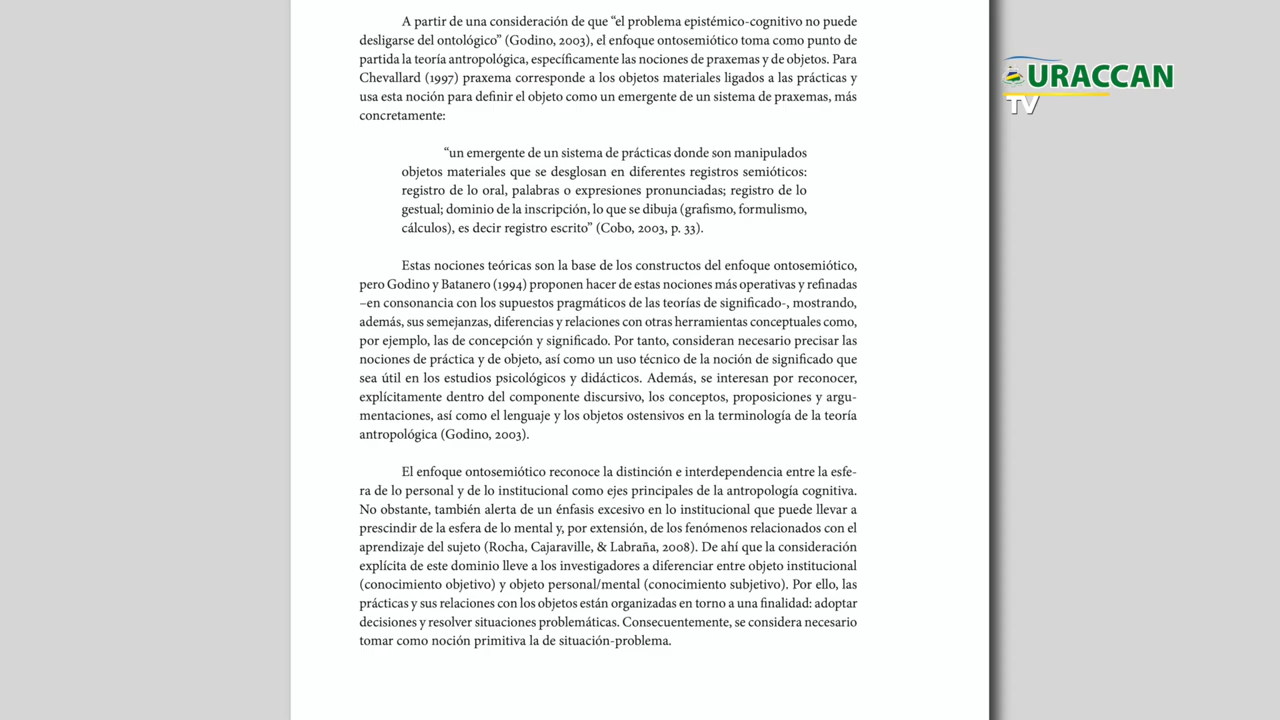 A partir de una consideración de que “el problema epistémico-cognitivo no puede
desligarse del ontológico” (Godino, 2003), el enfoque ontosemiótico toma como punto de
partida la teoría antropológica, específicamente las nociones de praxemas y de objetos. Para
Chevallard (1997) praxema corresponde a los objetos materiales ligados a las prácticas y
usa esta noción para definir el objeto como un emergente de un sistema de praxemas, más
concretamente:
“un emergente de un sistema de prácticas donde son manipulados
objetos materiales que se desglosan en diferentes registros semióticos:
registro de lo oral, palabras o expresiones pronunciadas; registro de lo
gestual; dominio de la inscripción, lo que se dibuja (grafismo, formulismo,
cálculos), es decir registro escrito” (Cobo, 2003, p. 33).
Estas nociones teóricas son la base de los constructos del enfoque ontosemiótico,
pero Godino y Batanero (1994) proponen hacer de estas nociones más operativas y refinadas
–en consonancia con los supuestos pragmáticos de las teorías de significado-, mostrando,
además, sus semejanzas, diferencias y relaciones con otras herramientas conceptuales como,
por ejemplo, las de concepción y significado. Por tanto, consideran necesario precisar las
nociones de práctica y de objeto, así como un uso técnico de la noción de significado que
sea útil en los estudios psicológicos y didácticos. Además, se interesan por reconocer,
explícitamente dentro del componente discursivo, los conceptos, proposiciones y argu-
mentaciones, así como el lenguaje y los objetos ostensivos en la terminología de la teoría
antropológica (Godino, 2003).
El enfoque ontosemiótico reconoce la distinción e interdependencia entre la esfe-
ra de lo personal y de lo institucional como ejes principales de la antropología cognitiva.
No obstante, también alerta de un énfasis excesivo en lo institucional que puede llevar a
prescindir de la esfera de lo mental y, por extensión, de los fenómenos relacionados con el
aprendizaje del sujeto (Rocha, Cajaraville, & Labraña, 2008). De ahí que la consideración
explícita de este dominio lleve a los investigadores a diferenciar entre objeto institucional
(conocimiento objetivo) y objeto personal/mental (conocimiento subjetivo). Por ello, las
prácticas y sus relaciones con los objetos están organizadas en torno a una finalidad: adoptar
decisiones y resolver situaciones problemáticas. Consecuentemente, se considera necesario
tomar como noción primitiva la de situación-problema.
URACCAN
TV